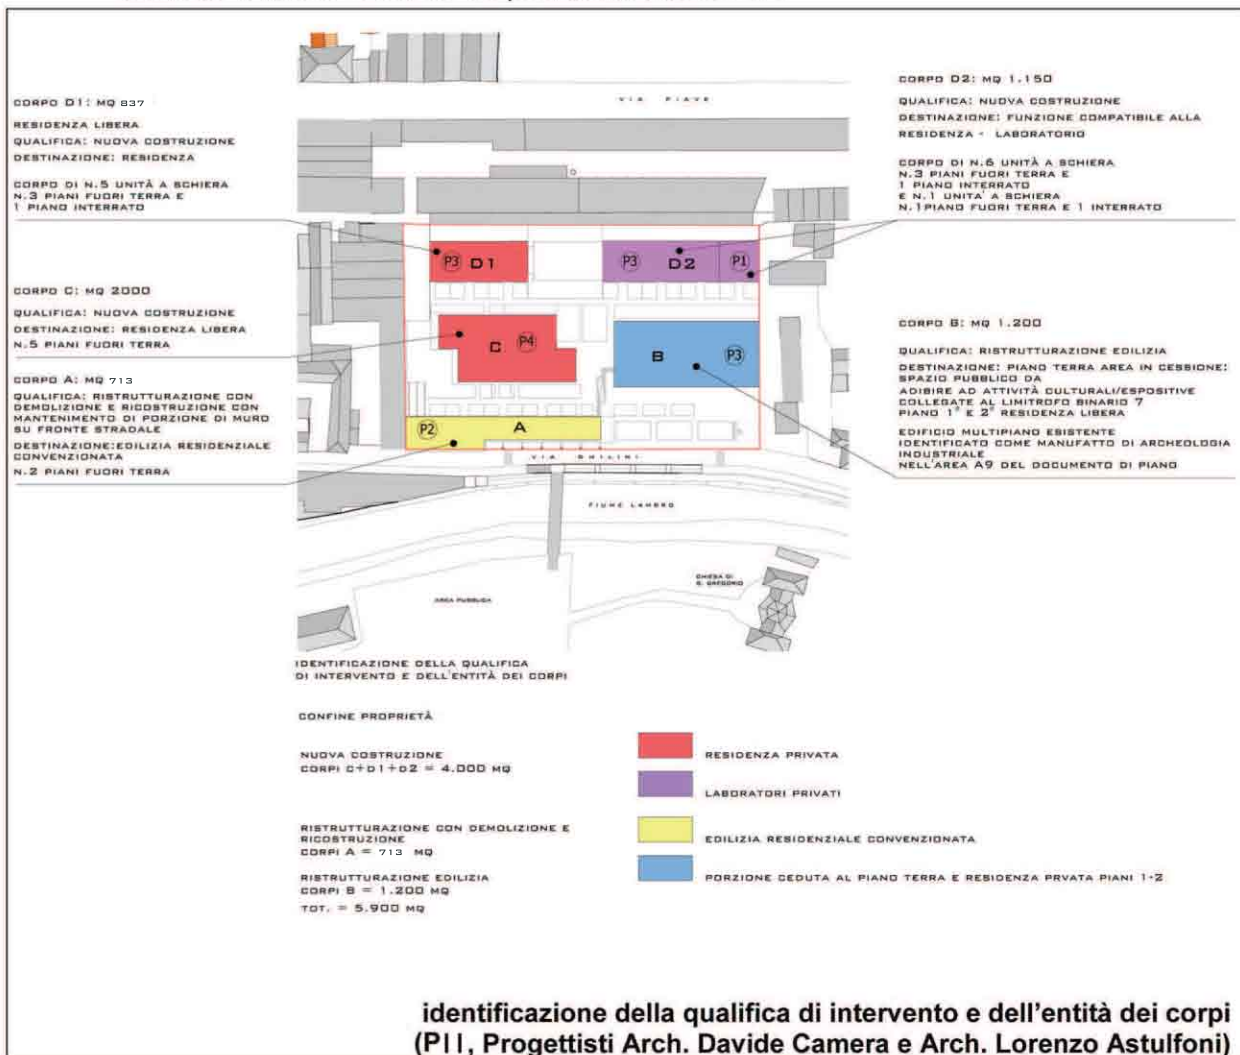 CORPO D1: MQ 837
RESIDENZA LIBERA
QUALIFICA: NUOVA COSTRUZIONE
DESTINAZIONE: RESIDENZA
CORPO DI N.5 UNITÀ A SCHIERA
N.3 PIANI FUORI TERRA E
1 PIANO INTERRATO
CORPO C: MQ 2000
QUALIFICA: NUOVA COSTRUZIONE
DESTINAZIONE: RESIDENZA LIBERA
N.5 PIANI FUORI TERRA
CORPO A: MQ 713
QUALIFICA: RISTRUTTURAZIONE CON
DEMOLIZIONE E RICOSTRUZIONE CON
MANTENIMENTO DI PORZIONE DI MURO
SU FRONTE STRADALE
DESTINAZIONE:EDILIZIA RESIDENZIALE
CONVENZIONATA
N.2 PIANI FUORI TERRA
VIA PIAVE
P3 D1
P3 D2 P1
C P4
B P3
P2 A
VIA GHILINI
FIUME LAMBRO
CHIESA DI
S. GREGORIO
AREA PUBBLICA
CORPO D2: MQ 1.150
QUALIFICA: NUOVA COSTRUZIONE
DESTINAZIONE: FUNZIONE COMPATIBILE ALLA
RESIDENZA - LABORATORIO
CORPO DI N.6 UNITÀ A SCHIERA
N.3 PIANI FUORI TERRA E
1 PIANO INTERRATO
E N.1 UNITA' A SCHIERA
N.1PIANO FUORI TERRA E 1 INTERRATO
CORPO B: MQ 1.200
QUALIFICA: RISTRUTTURAZIONE EDILIZIA
DESTINAZIONE: PIANO TERRA AREA IN CESSIONE:
SPAZIO PUBBLICO DA
ADIBIRE AD ATTIVITÀ CULTURALI/ESPOSITIVE
COLLEGATE AL LIMITROFO BINARIO 7
PIANO 1° E 2° RESIDENZA LIBERA
EDIFICIO MULTIPIANO ESISTENTE
IDENTIFICATO COME MANUFATTO DI ARCHEOLOGIA
INDUSTRIALE
NELL'AREA A9 DEL DOCUMENTO DI PIANO
IDENTIFICAZIONE DELLA QUALIFICA
DI INTERVENTO E DELL'ENTITÀ DEI CORPI
CONFINE PROPRIETÀ
NUOVA COSTRUZIONE
CORPI C+D1+D2 = 4.000 MQ
RISTRUTTURAZIONE CON DEMOLIZIONE E
RICOSTRUZIONE
CORPI A = 713 MQ
RISTRUTTURAZIONE EDILIZIA
CORPI B = 1.200 MQ
TOT. = 5.900 MQ
RESIDENZA PRIVATA
LABORATORI PRIVATI
EDILIZIA RESIDENZIALE CONVENZIONATA
PORZIONE CEDUTA AL PIANO TERRA E RESIDENZA PRVATA PIANI 1-2
identificazione della qualifica di intervento e dell'entità dei corpi
(PII, Progettisti Arch. Davide Camera e Arch. Lorenzo Astulfoni)